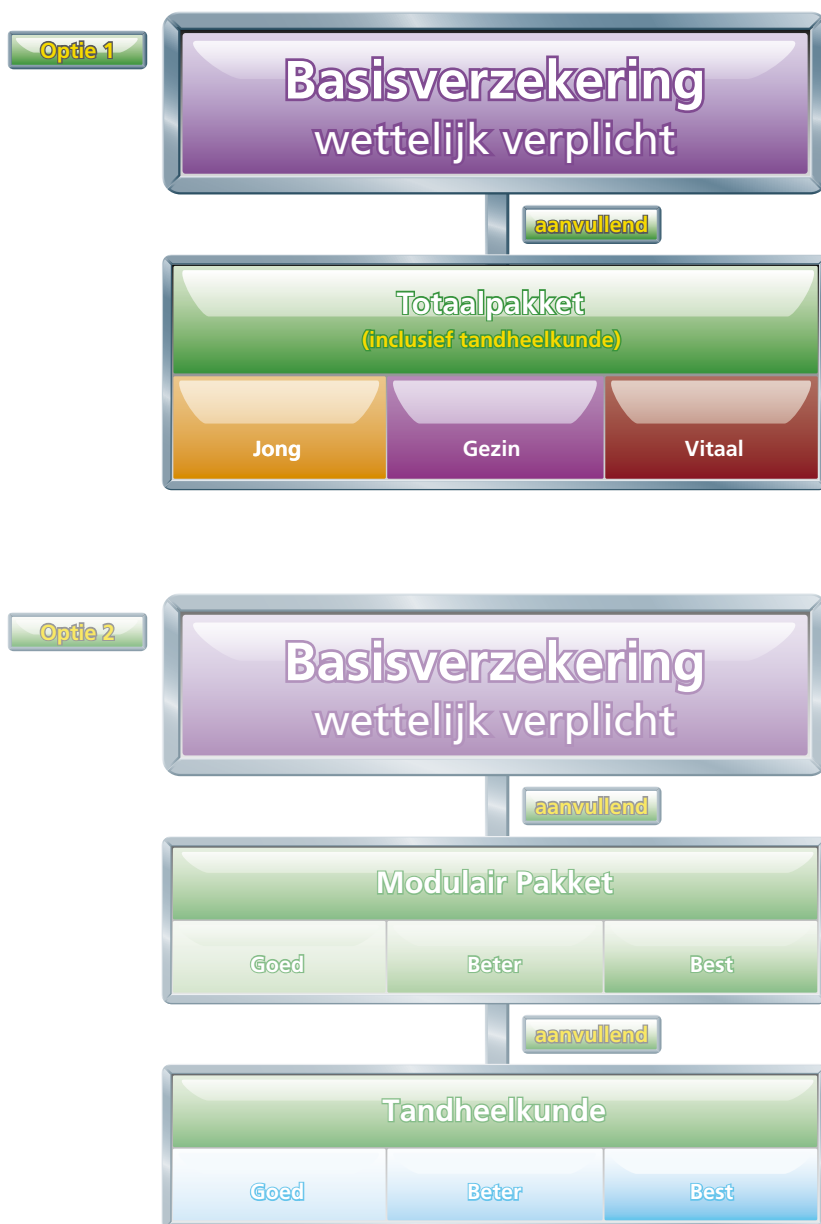 Optie 1
Basisverzekering
wettelijk verplicht
aanvullend
Totaalpakket
(inclusief tandheelkunde)
Jong Gezin Vitaal
Optie 2
Basisverzekering
wettelijk verplicht
aanvullend
Modulair Pakket
Goed Beter Best
aanvullend
Tandheelkunde
Goed Beter Best